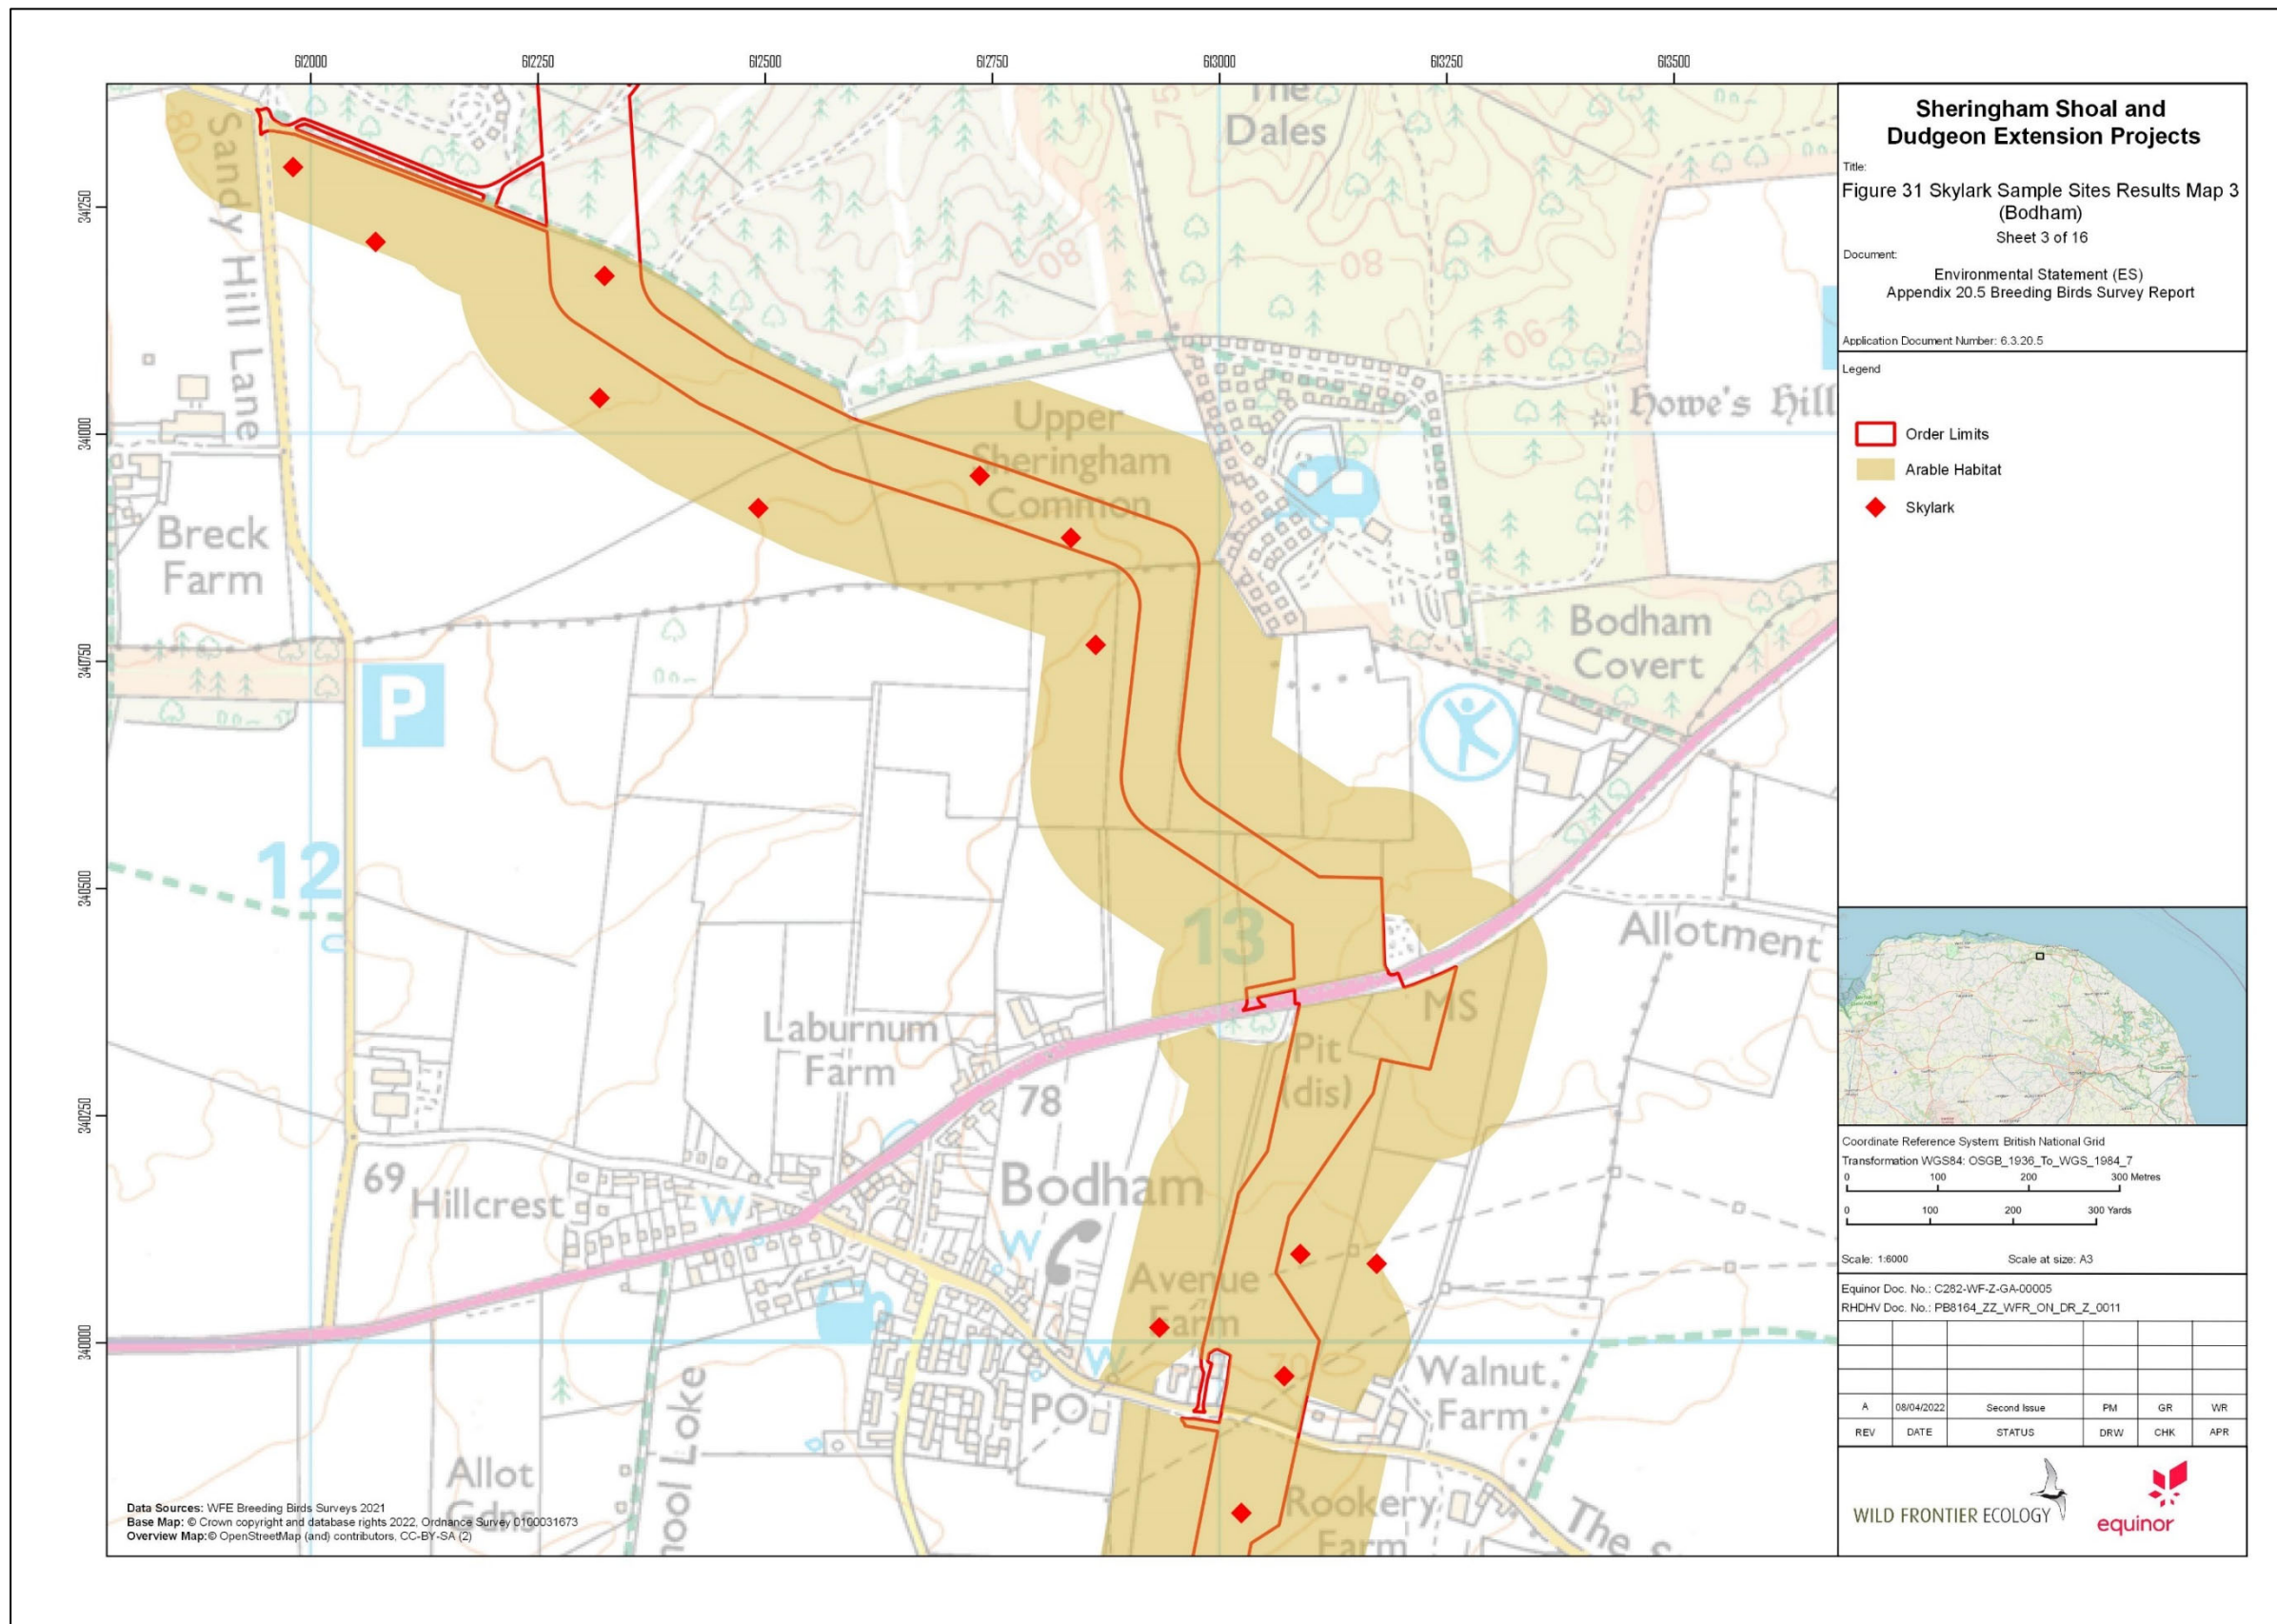 612000
612250
612500
612750
613000
613250
613500
341250
341000
340750
340500
340250
340000
The
Dales
75
80
Sandy Hill Lane
80
80
90
Upper
Sheringham
Common
Howe's Hill
Breck
Farm
Bodham
Covert
P
12
13
Allotment
MS
Laburnum
Farm
Pit
(dis)
78
69
Hillcrest
W
Bodham
W
Avenue
Farm
W
70
Walnut
Farm
PO
Allot
Gdns
hool Loke
Rookery
Farm
The S
Data Sources: WFE Breeding Birds Surveys 2021
Base Map: © Crown copyright and database rights 2022, Ordnance Survey 0100031673
Overview Map:© OpenStreetMap (and) contributors, CC-BY-SA (2)
Sheringham Shoal and
Dudgeon Extension Projects
Title:
Figure 31 Skylark Sample Sites Results Map 3
(Bodham)
Sheet 3 of 16
Document:
Environmental Statement (ES)
Appendix 20.5 Breeding Birds Survey Report
Application Document Number: 6.3.20.5
Legend
Order Limits
Arable Habitat
Skylark
Coordinate Reference System: British National Grid
Transformation WGS84: OSGB_1936_To_WGS_1984_7
0 100 200 300 Metres
0 100 200 300 Yards
Scale: 1:6000 Scale at size: A3
Equinor Doc. No.: C282-WF-Z-GA-00005
RHDHV Doc. No.: PB8164_ZZ_WFR_ON_DR_Z_0011
A 08/04/2022 Second Issue PM GR WR
REV DATE STATUS DRW CHK APR
WILD FRONTIER ECOLOGY
equinor